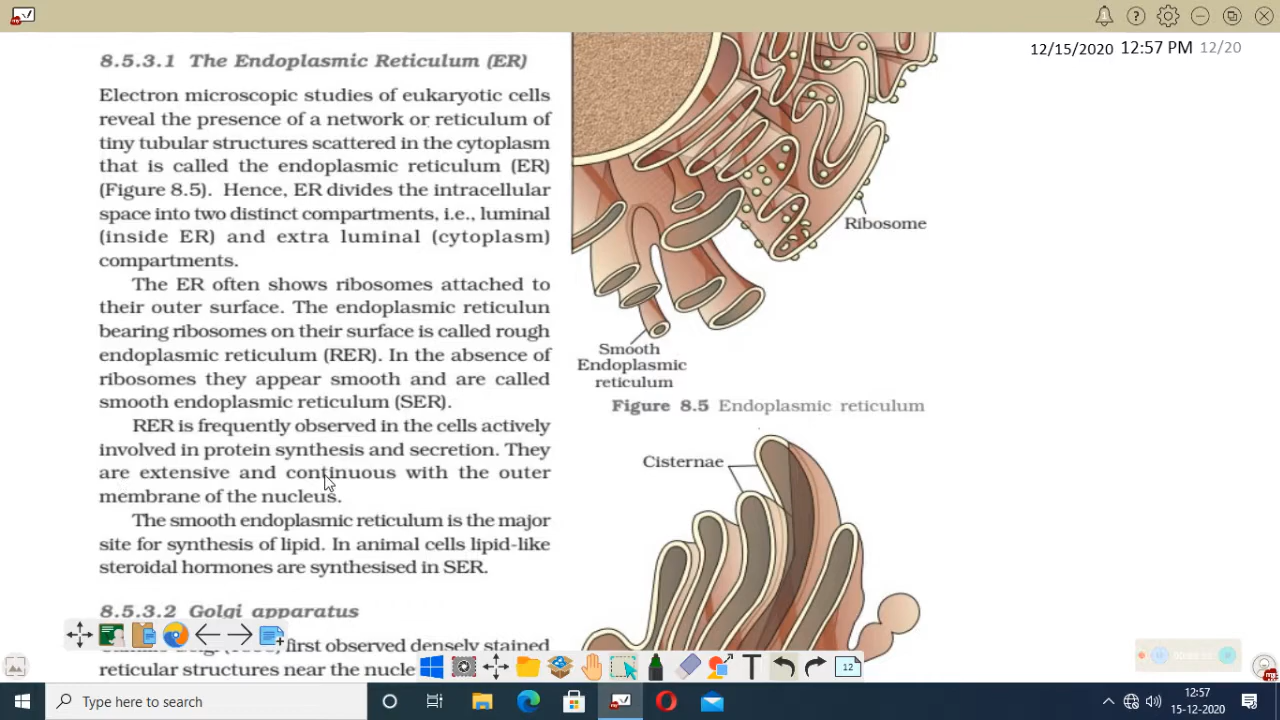 12/15/2020 12:57 PM 12/20
8.5.3.1 The Endoplasmic Reticulum (ER)
Electron microscopic studies of eukaryotic cells
reveal the presence of a network or reticulum of
tiny tubular structures scattered in the cytoplasm
that is called the endoplasmic reticulum (ER)
(Figure 8.5). Hence, ER divides the intracellular
space into two distinct compartments, i.e., luminal
(inside ER) and extra luminal (cytoplasm)
compartments.
The ER often shows ribosomes attached to
their outer surface. The endoplasmic reticulun
bearing ribosomes on their surface is called rough
endoplasmic reticulum (RER). In the absence of
ribosomes they appear smooth and are called
smooth endoplasmic reticulum (SER).
RER is frequently observed in the cells actively
involved in protein synthesis and secretion. They
are extensive and continuous with the outer
membrane of the nucleus.
The smooth endoplasmic reticulum is the major
site for synthesis of lipid. In animal cells lipid-like
steroidal hormones are synthesised in SER.
8.5.3.2 Golgi apparatus
first observed densely stained
reticular structures near the nucle
Ribosome
Smooth
Endoplasmic
reticulum
Figure 8.5 Endoplasmic reticulum
Cisternae
12
Type here to search
12:57
15-12-2020